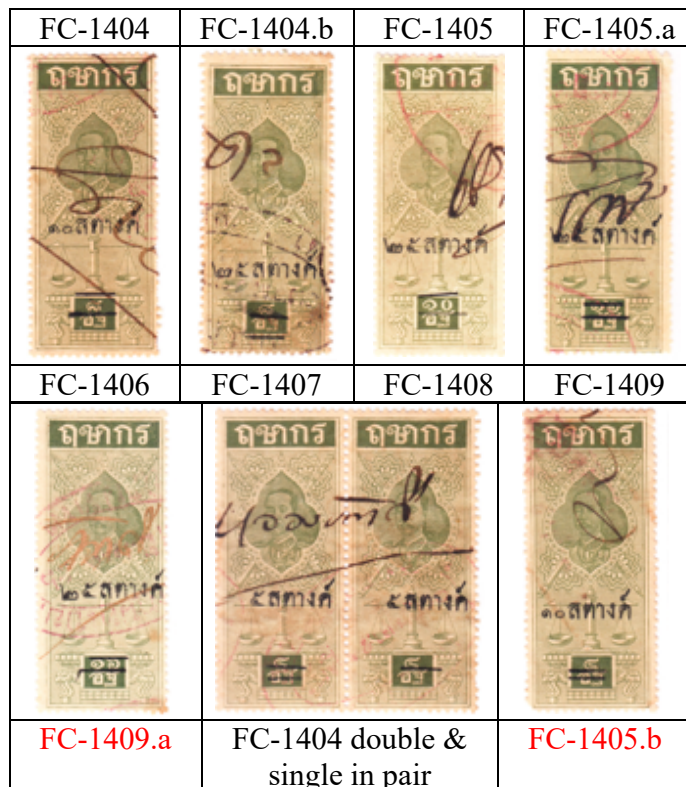 FC-1404 FC-1404.b FC-1405 FC-1405.a
ฤชากร ฤชากร ฤชากร ฤชากร
๑๐สตางค์ ๒๕สตางค์ ๒๕สตางค์ ๒๕สตางค์
FC-1406 FC-1407 FC-1408 FC-1409
ฤชากร ฤชากร ฤชากร ฤชากร
๒๕สตางค์ ๕สตางค์ ๕สตางค์ ๑๐สตางค์
FC-1409.a FC-1404 double & FC-1405.b
single in pair